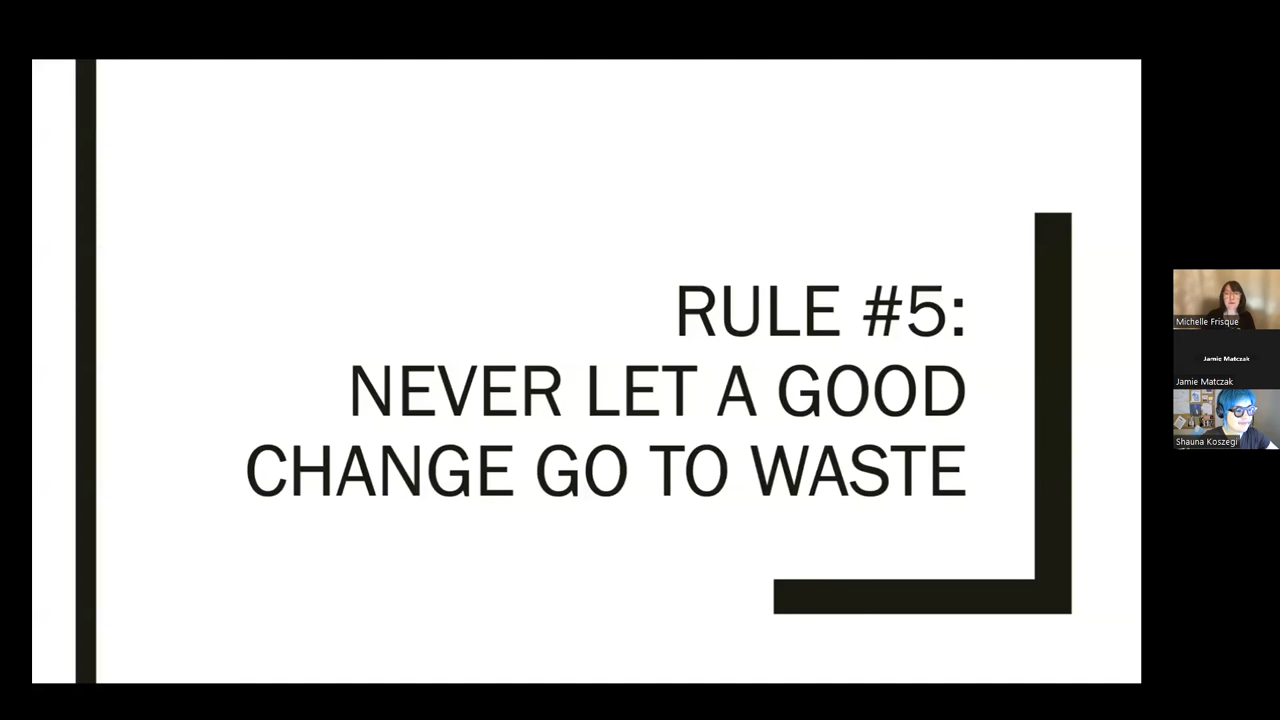 RULE #5:
NEVER LET A GOOD
CHANGE GO TO WASTE
Michelle Frisque
Jamie Matczak
Jamie Matczak
Shauna Koszegi